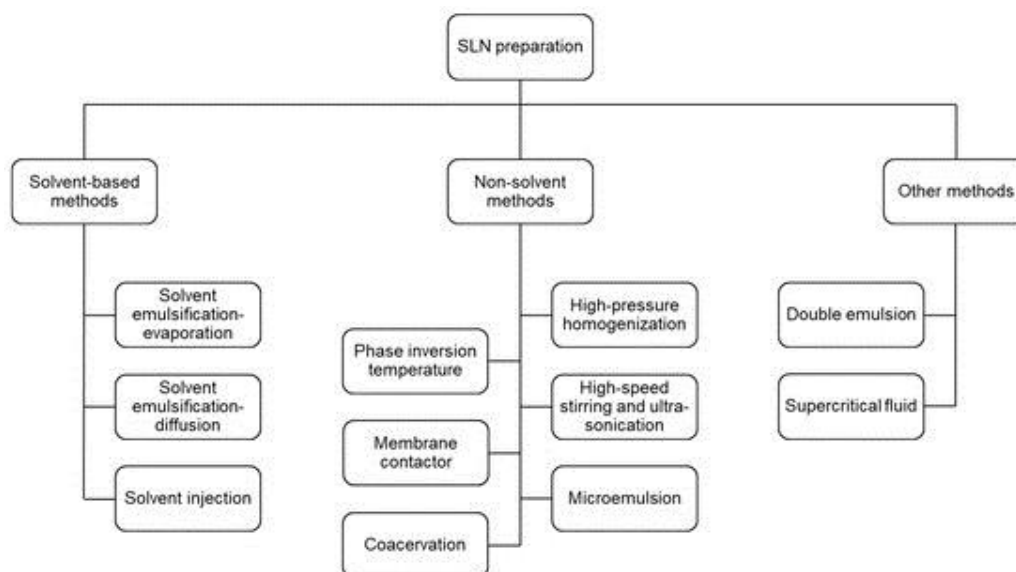 SLN preparation
Solvent-based
methods
Non-solvent
methods
Other methods
Solvent
emulsification-
evaporation
Solvent
emulsification-
diffusion
Solvent injection
High-pressure
homogenization
Phase inversion
temperature
High-speed
stirring and ultra-
sonication
Membrane
contactor
Microemulsion
Coacervation
Double emulsion
Supercritical fluid